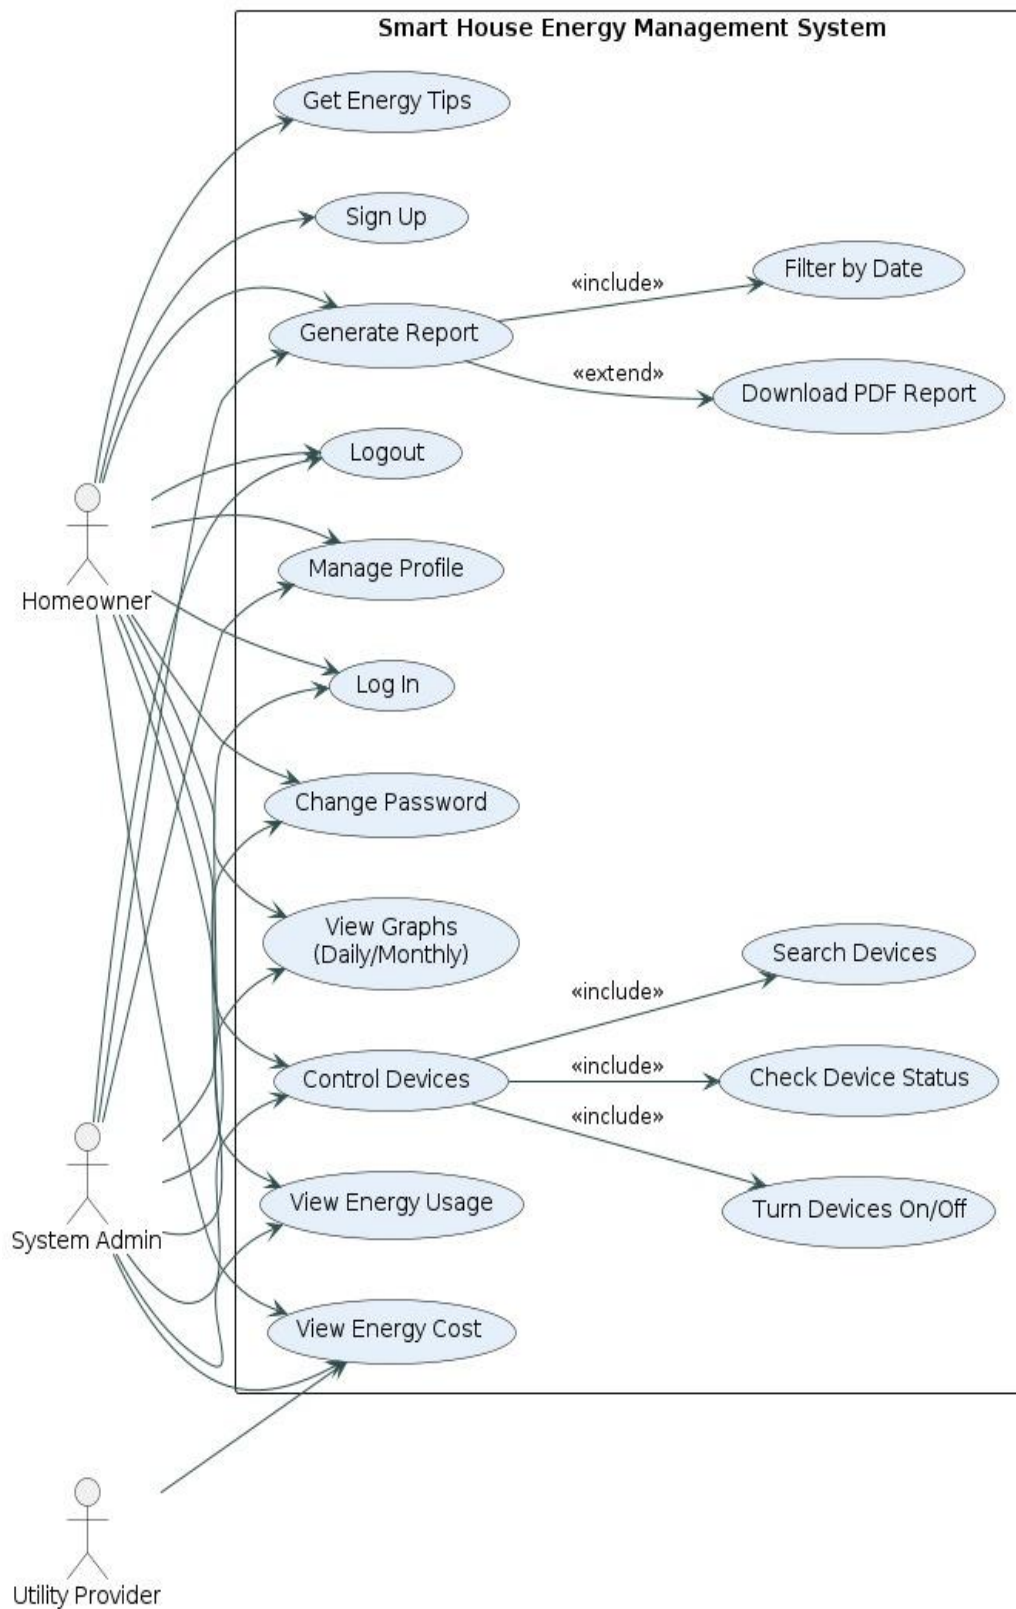 Smart House Energy Management System
Get Energy Tips
Sign Up
Filter by Date
«include»
Generate Report
«extend»
Download PDF Report
Logout
Manage Profile
Homeowner
Log In
Change Password
View Graphs
(Daily/Monthly)
Search Devices
«include»
Control Devices
«include»
Check Device Status
«include»
View Energy Usage
Turn Devices On/Off
System Admin
View Energy Cost
Utility Provider